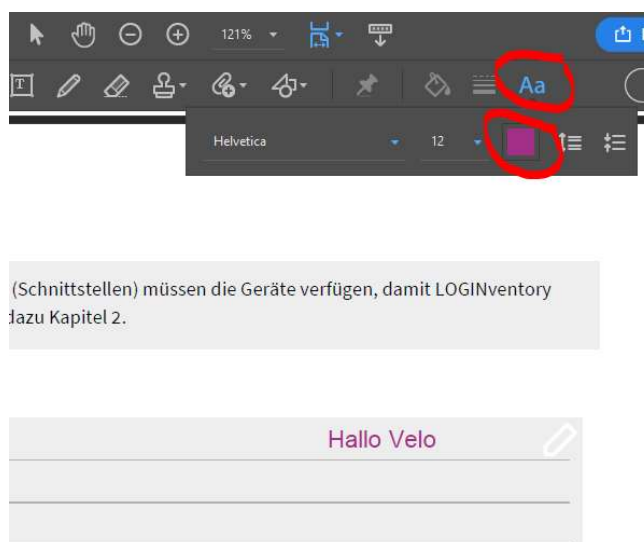 121%
T
Aa
Helvetica 12
(Schnittstellen) müssen die Geräte verfügen, damit LOGINventory
dazu Kapitel 2.
Hallo Velo